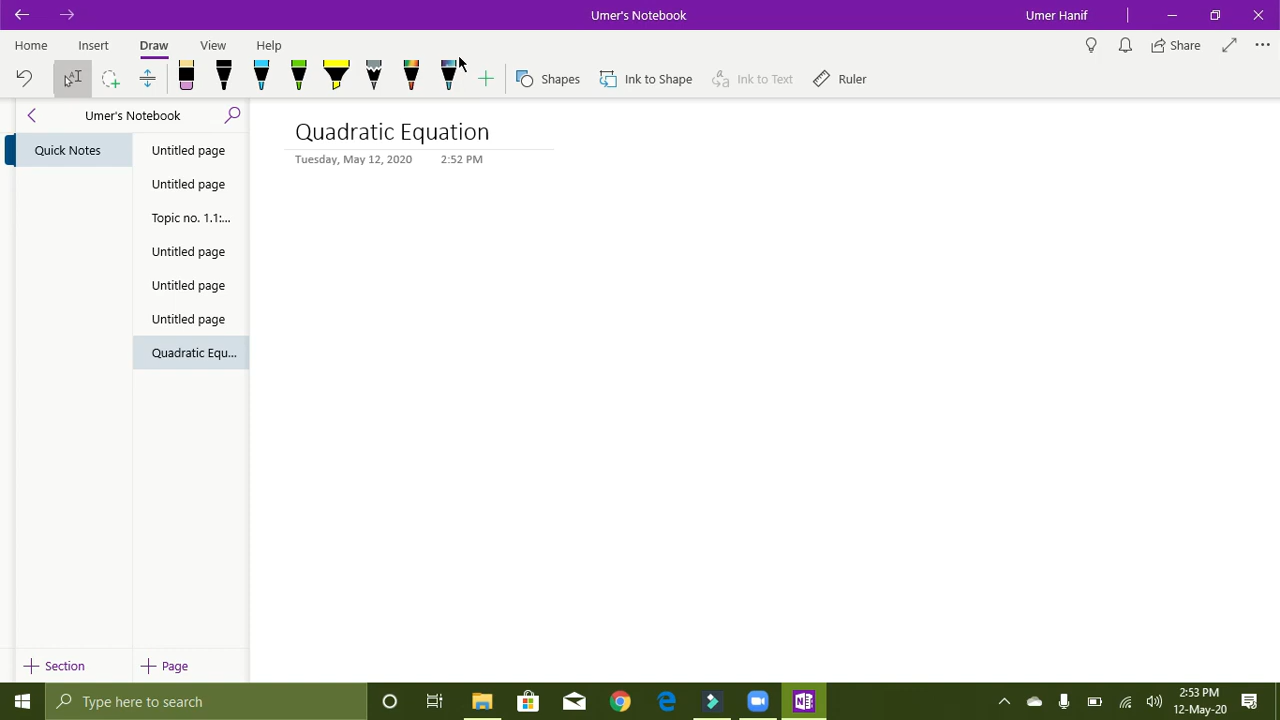 Umer's Notebook
Umer Hanif
Home Insert Draw View Help
Share
Shapes Ink to Shape Ink to Text Ruler
Umer's Notebook
Quick Notes
Untitled page
Untitled page
Topic no. 1.1:...
Untitled page
Untitled page
Untitled page
Quadratic Equ...
Quadratic Equation
Tuesday, May 12, 2020 2:52 PM
Section
Page
Type here to search
2:53 PM
12-May-20